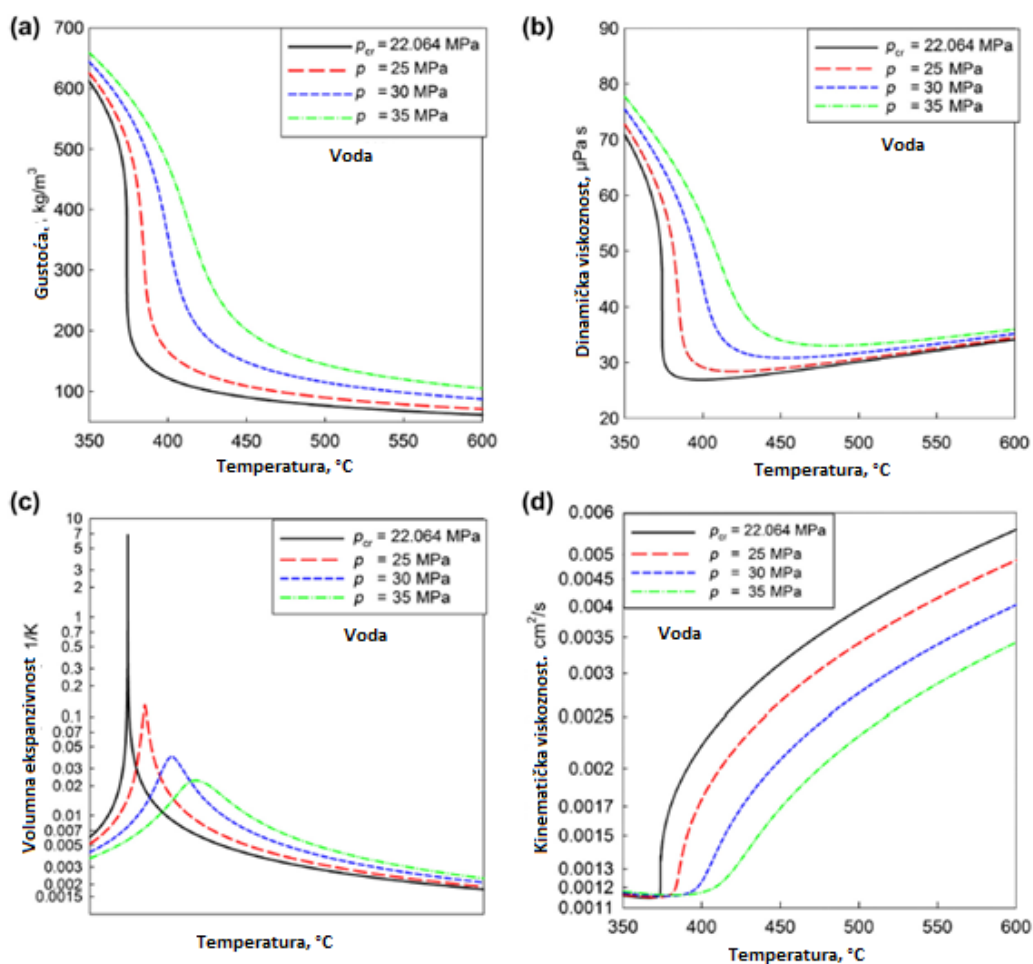 (a)
700
600
500
400
300
200
100
Gustoća, kg/m³
p_cr = 22.064 MPa
p = 25 MPa
p = 30 MPa
p = 35 MPa
Voda
350 400 450 500 550 600
Temperatura, °C
(b)
90
80
70
60
50
40
30
20
Dinamička viskoznost, µPa s
p_cr = 22.064 MPa
p = 25 MPa
p = 30 MPa
p = 35 MPa
Voda
350 400 450 500 550 600
Temperatura, °C
(c)
10
7
5
3
2
1
0.7
0.5
0.3
0.2
0.1
0.07
0.05
0.03
0.02
0.01
0.007
0.005
0.003
0.002
0.0015
Volumna ekspanzivnost 1/K
p_cr = 22.064 MPa
p = 25 MPa
p = 30 MPa
p = 35 MPa
Voda
Temperatura, °C
(d)
0.006
0.005
0.0045
0.004
0.0035
0.003
0.0025
0.002
0.0017
0.0015
0.0013
0.0012
0.0011
Kinematička viskoznost. cm²/s
p_cr = 22.064 MPa
p = 25 MPa
p = 30 MPa
p = 35 MPa
Voda
350 400 450 500 550 600
Temperatura, °C